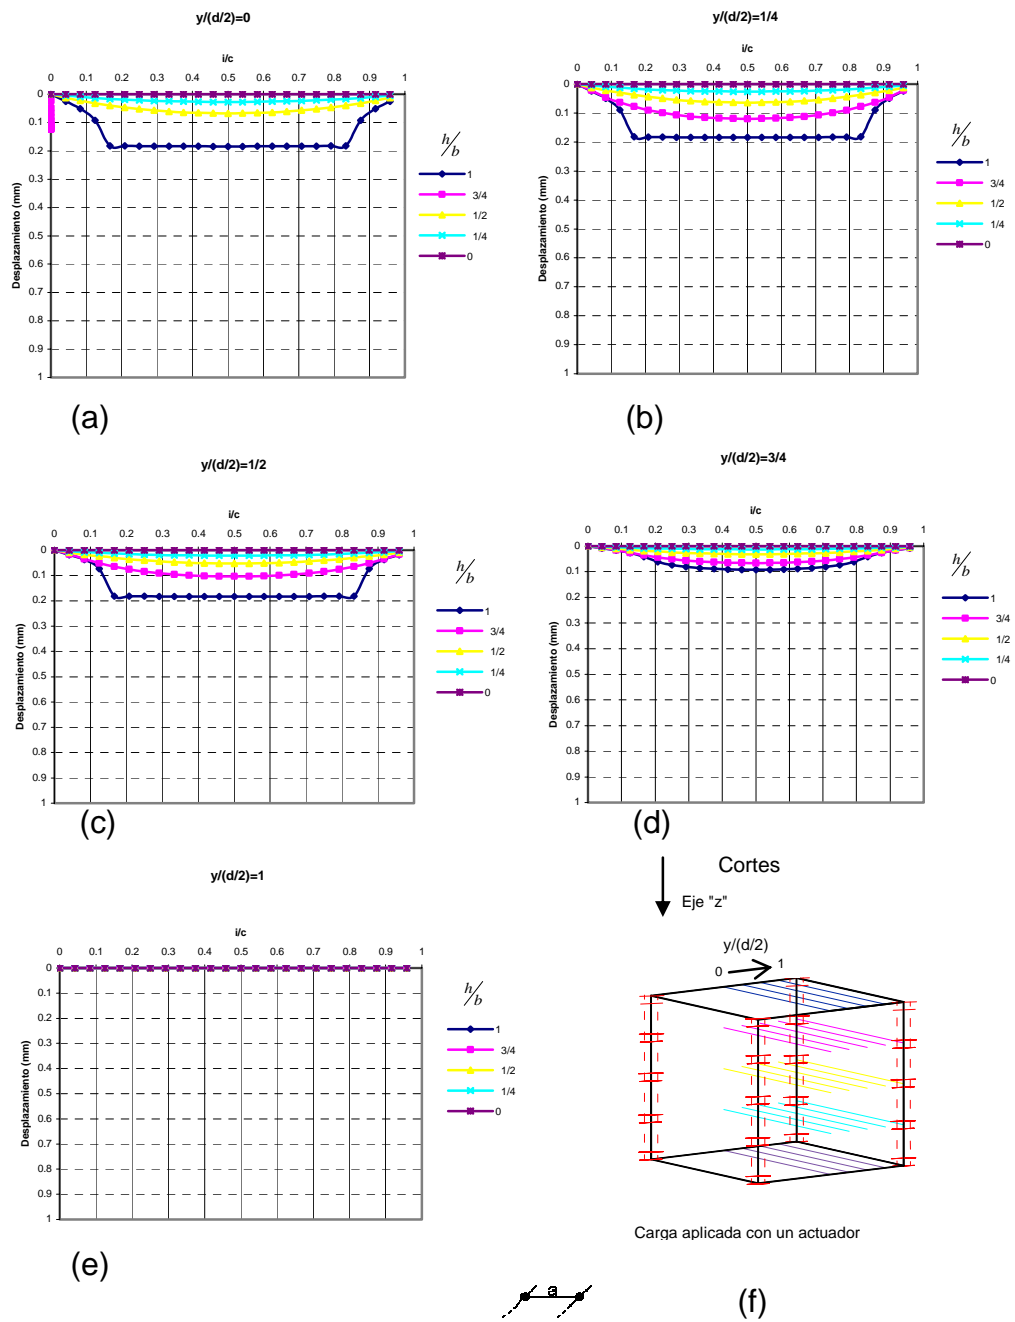 y/(d/2)=0
i/c
0 0.1 0.2 0.3 0.4 0.5 0.6 0.7 0.8 0.9 1
0
0.1
0.2
0.3
0.4
0.5
0.6
0.7
0.8
0.9
1
Desplazamiento (mm)
h/b
1
3/4
1/2
1/4
0
(a)
y/(d/2)=1/4
i/c
0 0.1 0.2 0.3 0.4 0.5 0.6 0.7 0.8 0.9 1
0
0.1
0.2
0.3
0.4
0.5
0.6
0.7
0.8
0.9
1
Desplazamiento (mm)
h/b
1
3/4
1/2
1/4
0
(b)
y/(d/2)=1/2
i/c
0 0.1 0.2 0.3 0.4 0.5 0.6 0.7 0.8 0.9 1
0
0.1
0.2
0.3
0.4
0.5
0.6
0.7
0.8
0.9
1
Desplazamiento (mm)
h/b
1
3/4
1/2
1/4
0
(c)
y/(d/2)=3/4
i/c
0 0.1 0.2 0.3 0.4 0.5 0.6 0.7 0.8 0.9 1
0
0.1
0.2
0.3
0.4
0.5
0.6
0.7
0.8
0.9
1
Desplazamiento (mm)
h/b
1
3/4
1/2
1/4
0
(d)
y/(d/2)=1
i/c
0 0.1 0.2 0.3 0.4 0.5 0.6 0.7 0.8 0.9 1
0
0.1
0.2
0.3
0.4
0.5
0.6
0.7
0.8
0.9
1
Desplazamiento (mm)
h/b
1
3/4
1/2
1/4
0
(e)
Cortes
Eje "z"
y/(d/2)
0 1
Carga aplicada con un actuador
a
(f)